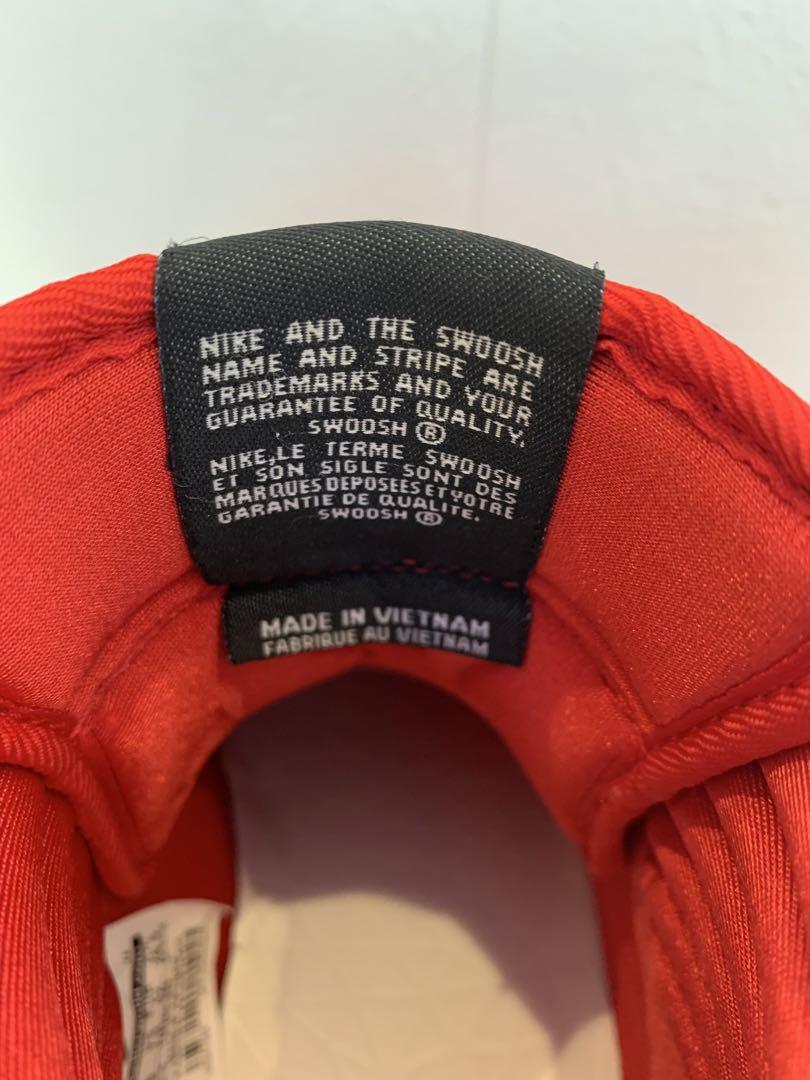 NIKE AND THE SWOOSH
NAME AND STRIPE ARE
TRADEMARKS AND YOUR
GUARANTEE OF QUALITY.
SWOOSH ®
NIKE,LE TERME SWOOSH
ET SON SIGLE SONT DES
MARQUES DEPOSEES ET VOTRE
GARANTIE DE QUALITE.
SWOOSH ®
MADE IN VIETNAM
FABRIQUE AU VIETNAM